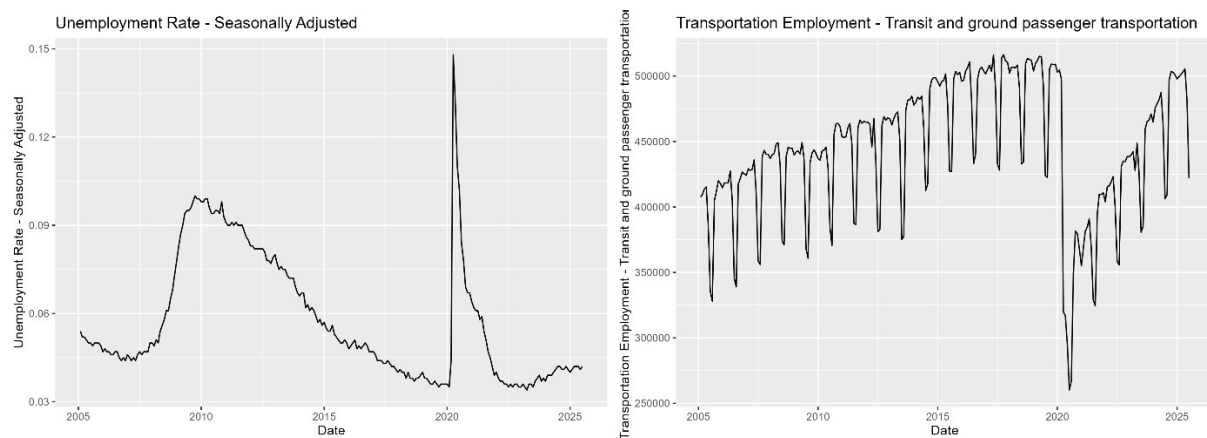 Unemployment Rate - Seasonally Adjusted
Unemployment Rate - Seasonally Adjusted
0.15
0.12
0.09
0.06
0.03
2005 2010 2015 2020 2025
Date
Transportation Employment - Transit and ground passenger transportation
Transportation Employment - Transit and ground passenger transportation
500000
450000
400000
350000
300000
250000
2005 2010 2015 2020 2025
Date